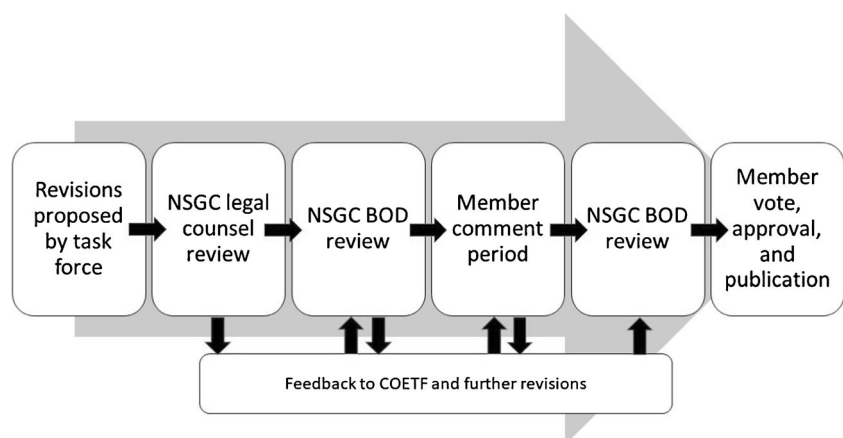 Revisions
proposed
by task
force
NSGC legal
counsel
review
NSGC BOD
review
Member
comment
period
NSGC BOD
review
Member
vote,
approval,
and
publication
Feedback to COETF and further revisions